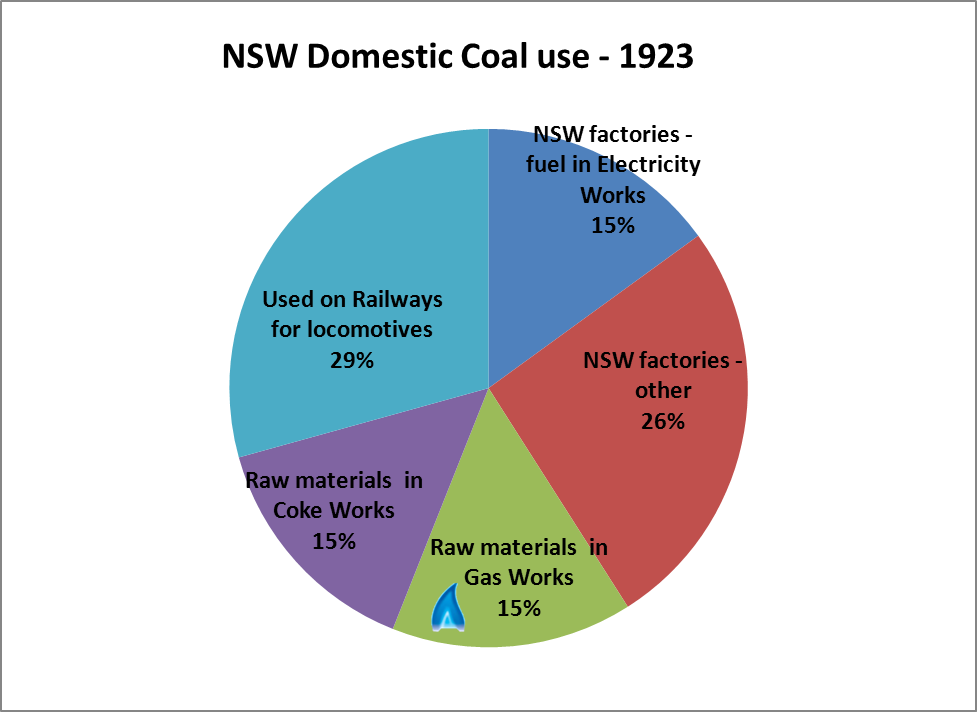 NSW Domestic Coal use - 1923
NSW factories -
fuel in Electricity
Works
15%
NSW factories -
other
26%
Raw materials  in
Gas Works
15%
Raw materials  in
Coke Works
15%
Used on Railways
for locomotives
29%